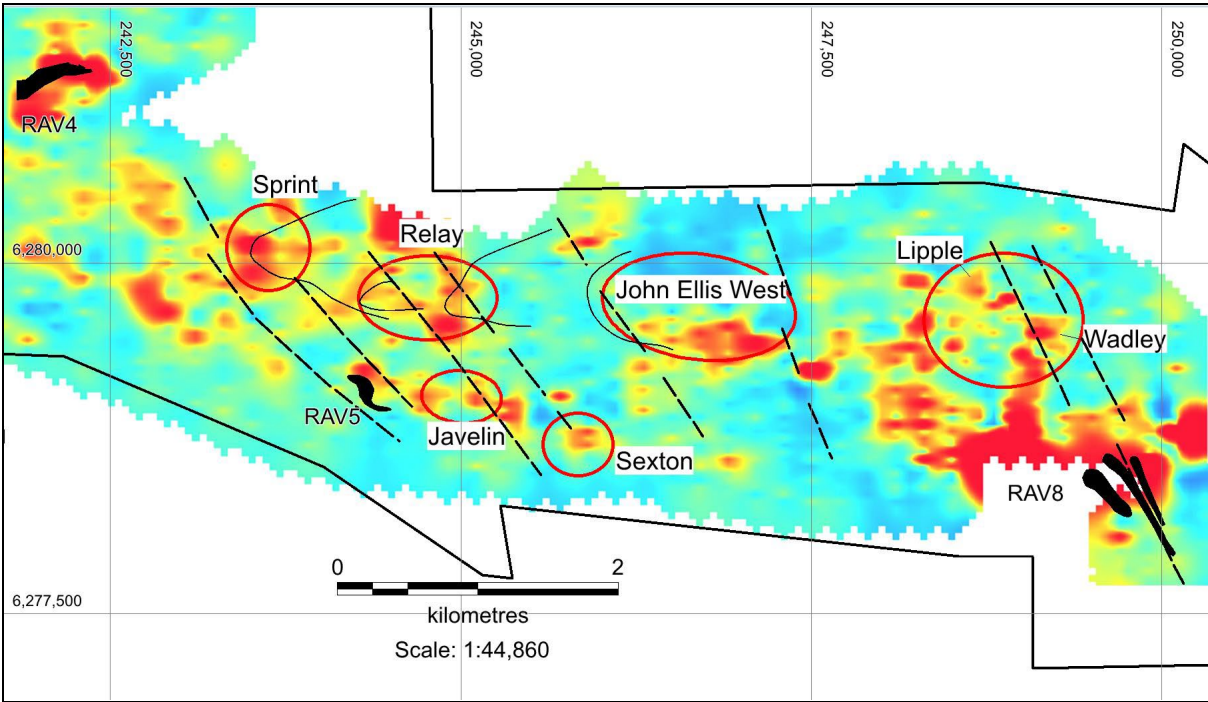 242,500
245,000
247,500
250,000
RAV4
Sprint
Relay
6,280,000
Lipple
John Ellis West
Wadley
RAV5
Javelin
Sexton
RAV8
0
2
6,277,500
kilometres
Scale: 1:44,860